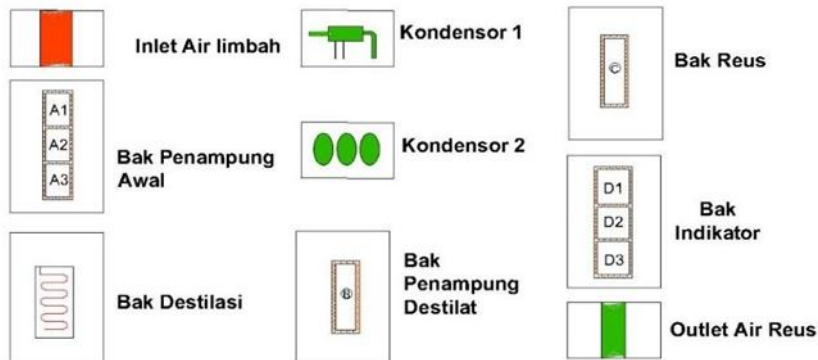 Inlet Air limbah
A1
A2
A3
Bak Penampung
Awal
Bak Destilasi
Kondensor 1
Kondensor 2
B
Bak
Penampung
Destilat
C
Bak Reus
D1
D2
D3
Bak
Indikator
Outlet Air Reus